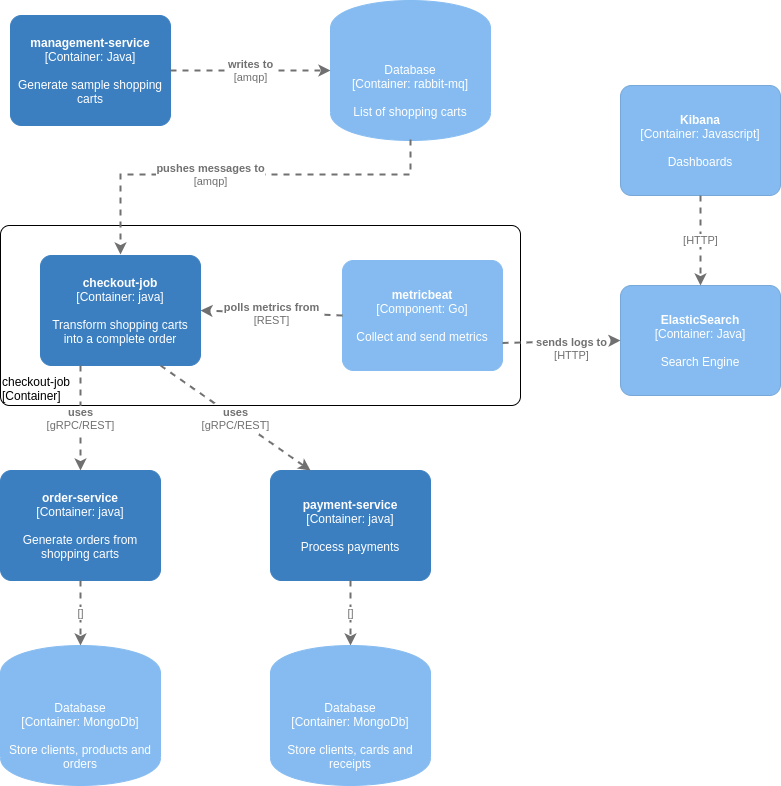 management-service
[Container: Java]
Generate sample shopping
carts
writes to
[amqp]
Database
[Container: rabbit-mq]
List of shopping carts
Kibana
[Container: Javascript]
Dashboards
pushes messages to
[amqp]
[HTTP]
checkout-job
[Container: java]
Transform shopping carts
into a complete order
polls metrics from
[REST]
metricbeat
[Component: Go]
Collect and send metrics
sends logs to
[HTTP]
ElasticSearch
[Container: Java]
Search Engine
checkout-job
[Container]
uses
[gRPC/REST]
uses
[gRPC/REST]
order-service
[Container: java]
Generate orders from
shopping carts
payment-service
[Container: java]
Process payments
[]
[]
Database
[Container: MongoDb]
Store clients, products and
orders
Database
[Container: MongoDb]
Store clients, cards and
receipts